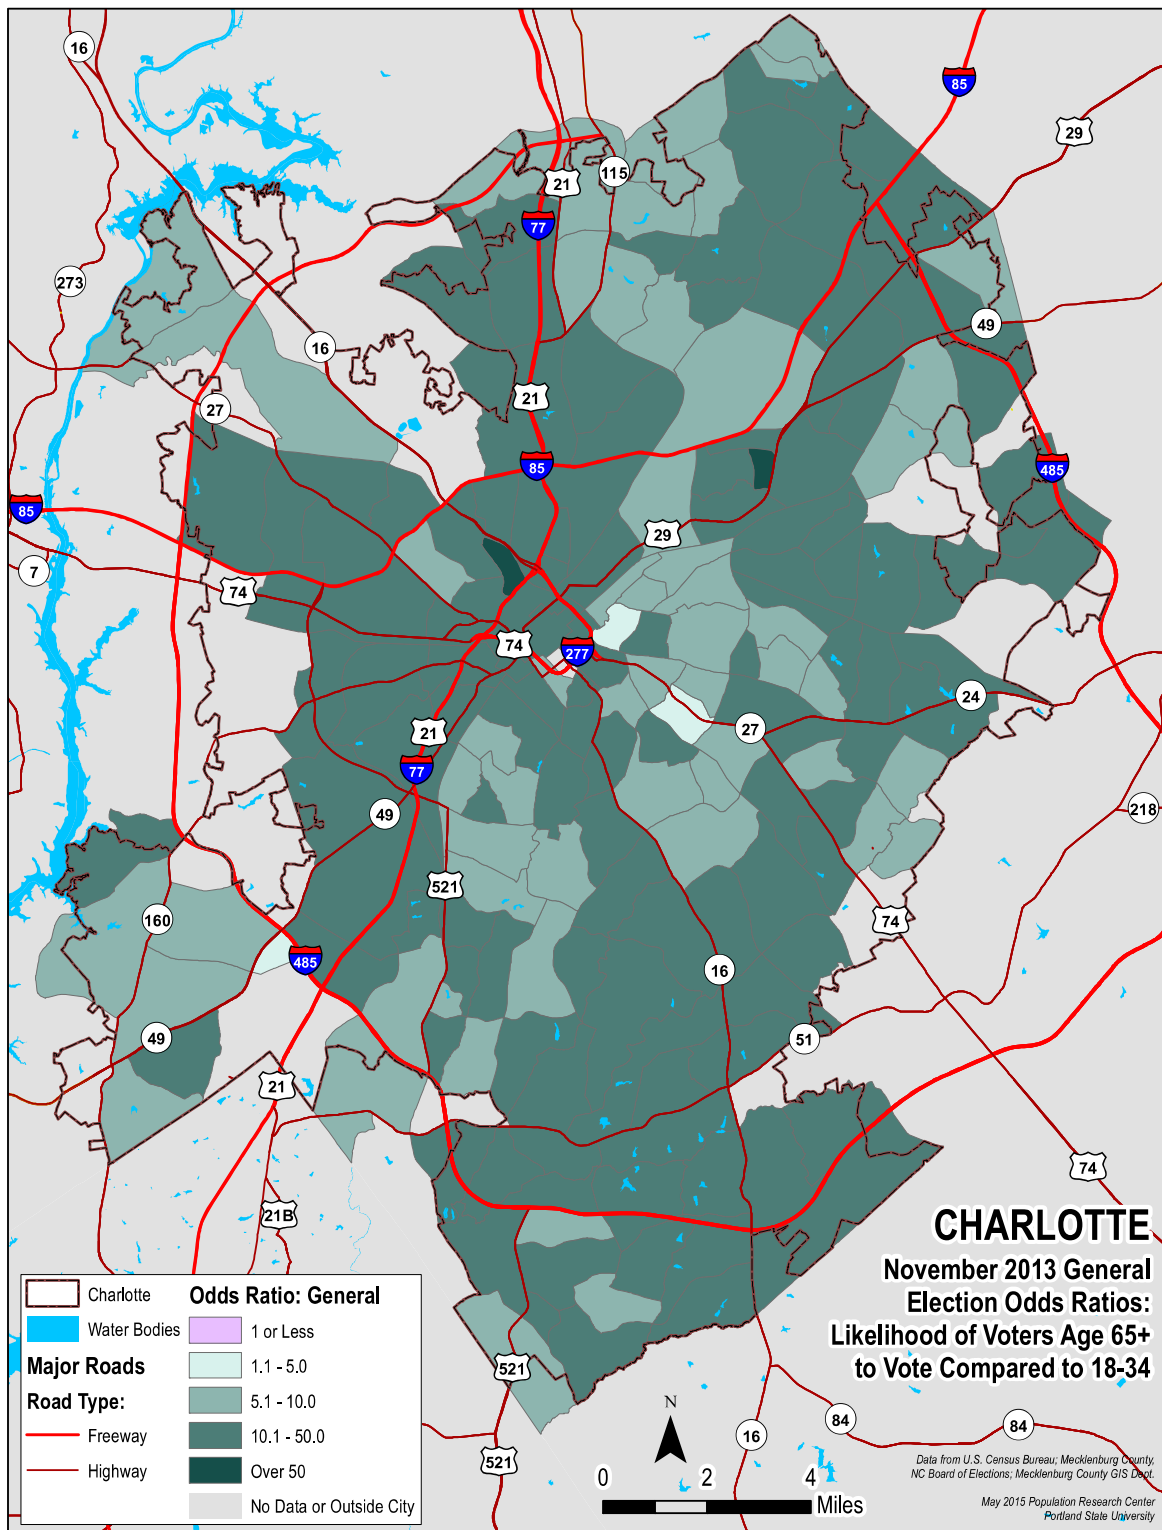 16
85
29
21
115
77
273
49
16
21
27
85
485
85
29
7
74
74
277
24
21
27
77
49
218
521
160
74
485
16
49
51
21
74
21B
CHARLOTTE
November 2013 General
Election Odds Ratios:
Likelihood of Voters Age 65+
to Vote Compared to 18-34
Charlotte
Water Bodies
Major Roads
Road Type:
Freeway
Highway
Odds Ratio: General
1 or Less
1.1 - 5.0
5.1 - 10.0
10.1 - 50.0
Over 50
No Data or Outside City
521
N
84
84
16
521
0 2 4
Miles
Data from U.S. Census Bureau; Mecklenburg County,
NC Board of Elections; Mecklenburg County GIS Dept.
May 2015 Population Research Center
Portland State University